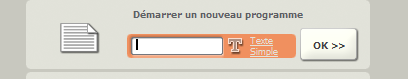 Démarrer un nouveau programme
T Texte
Simple
OK >>